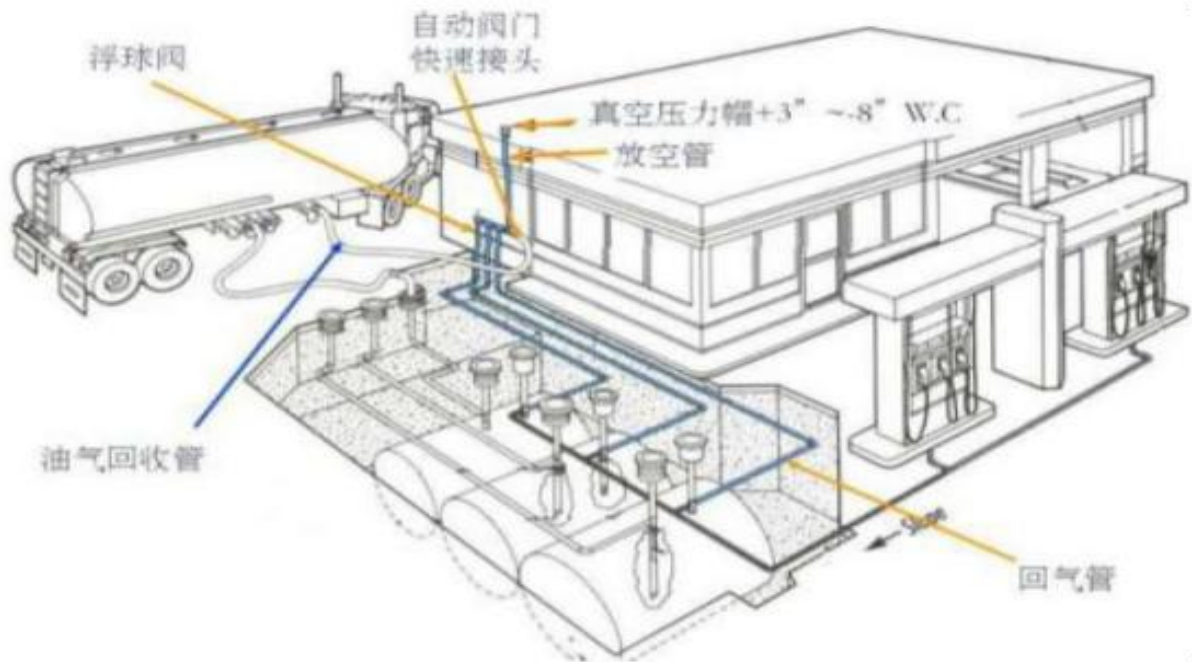 自动阀门
快速接头
浮球阀
真空压力帽+3” ~-8” W.C
放空管
油气回收管
Slope
回气管